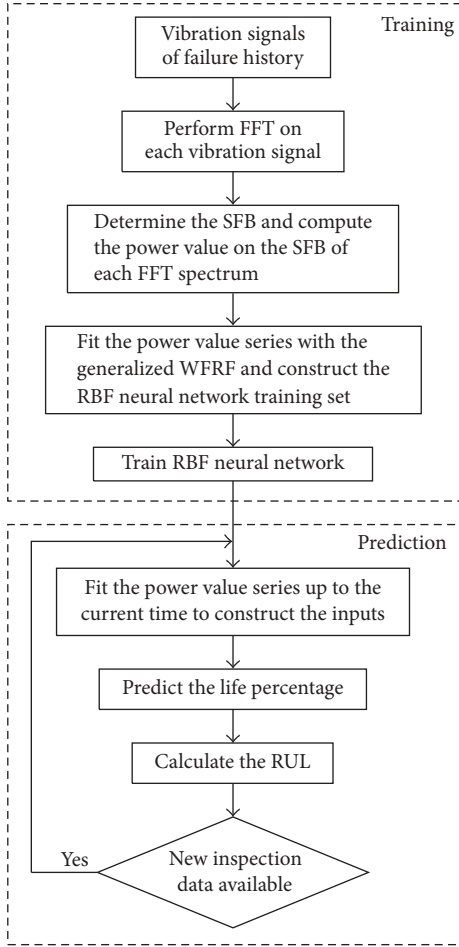 Training
Vibration signals
of failure history
Perform FFT on
each vibration signal
Determine the SFB and compute
the power value on the SFB of
each FFT spectrum
Fit the power value series with the
generalized WFRF and construct the
RBF neural network training set
Train RBF neural network
Prediction
Fit the power value series up to the
current time to construct the inputs
Predict the life percentage
Calculate the RUL
Yes
New inspection
data available